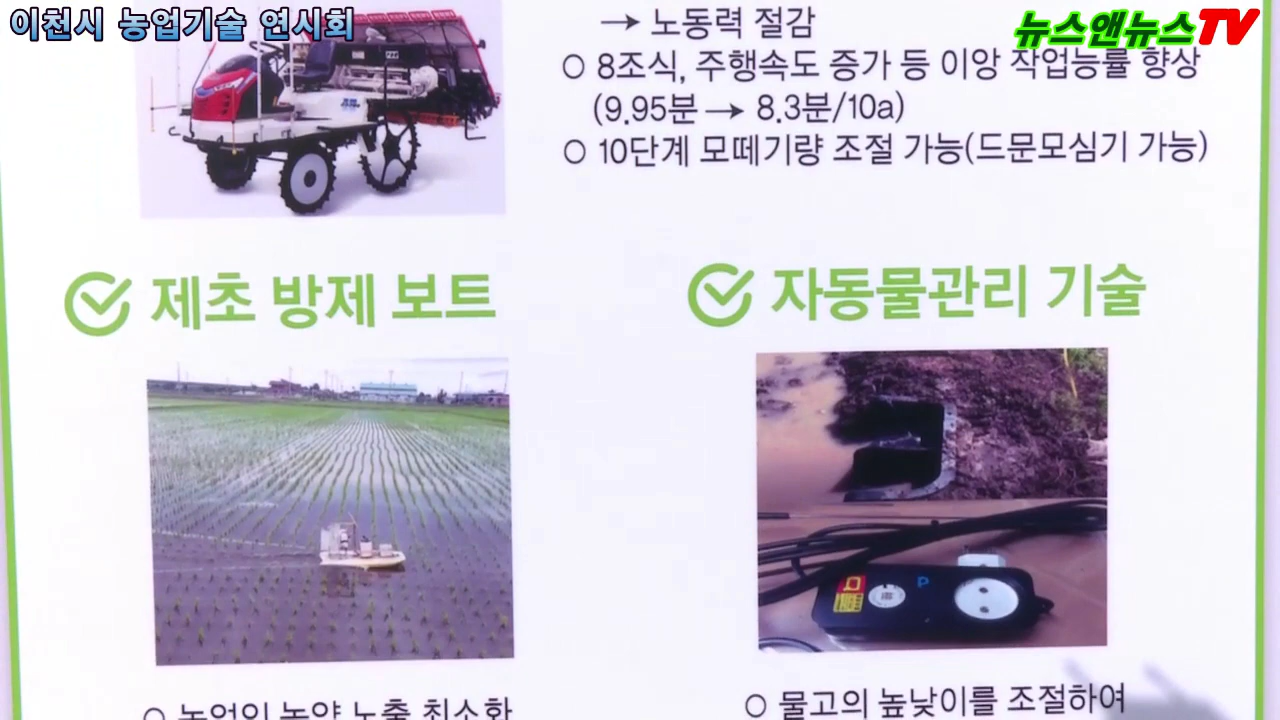 이천시 농업기술 연시회
뉴스앤뉴스TV
→ 노동력 절감
○ 8조식, 주행속도 증가 등 이앙 작업능률 향상
(9.95분 → 8.3분/10a)
○ 10단계 모떼기량 조절 가능(드문모심기 가능)
제초 방제 보트
자동물관리 기술
P
○ 농업인 농약 노출 최소화
○ 물고의 높낮이를 조절하여